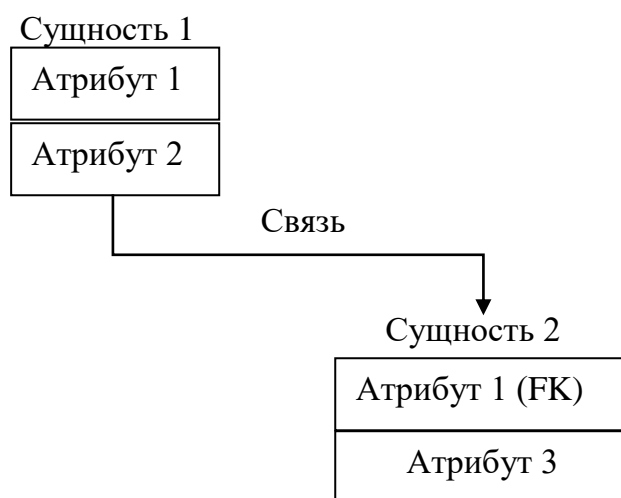 Сущность 1
Атрибут 1
Атрибут 2
Связь
Сущность 2
Атрибут 1 (FK)
Атрибут 3